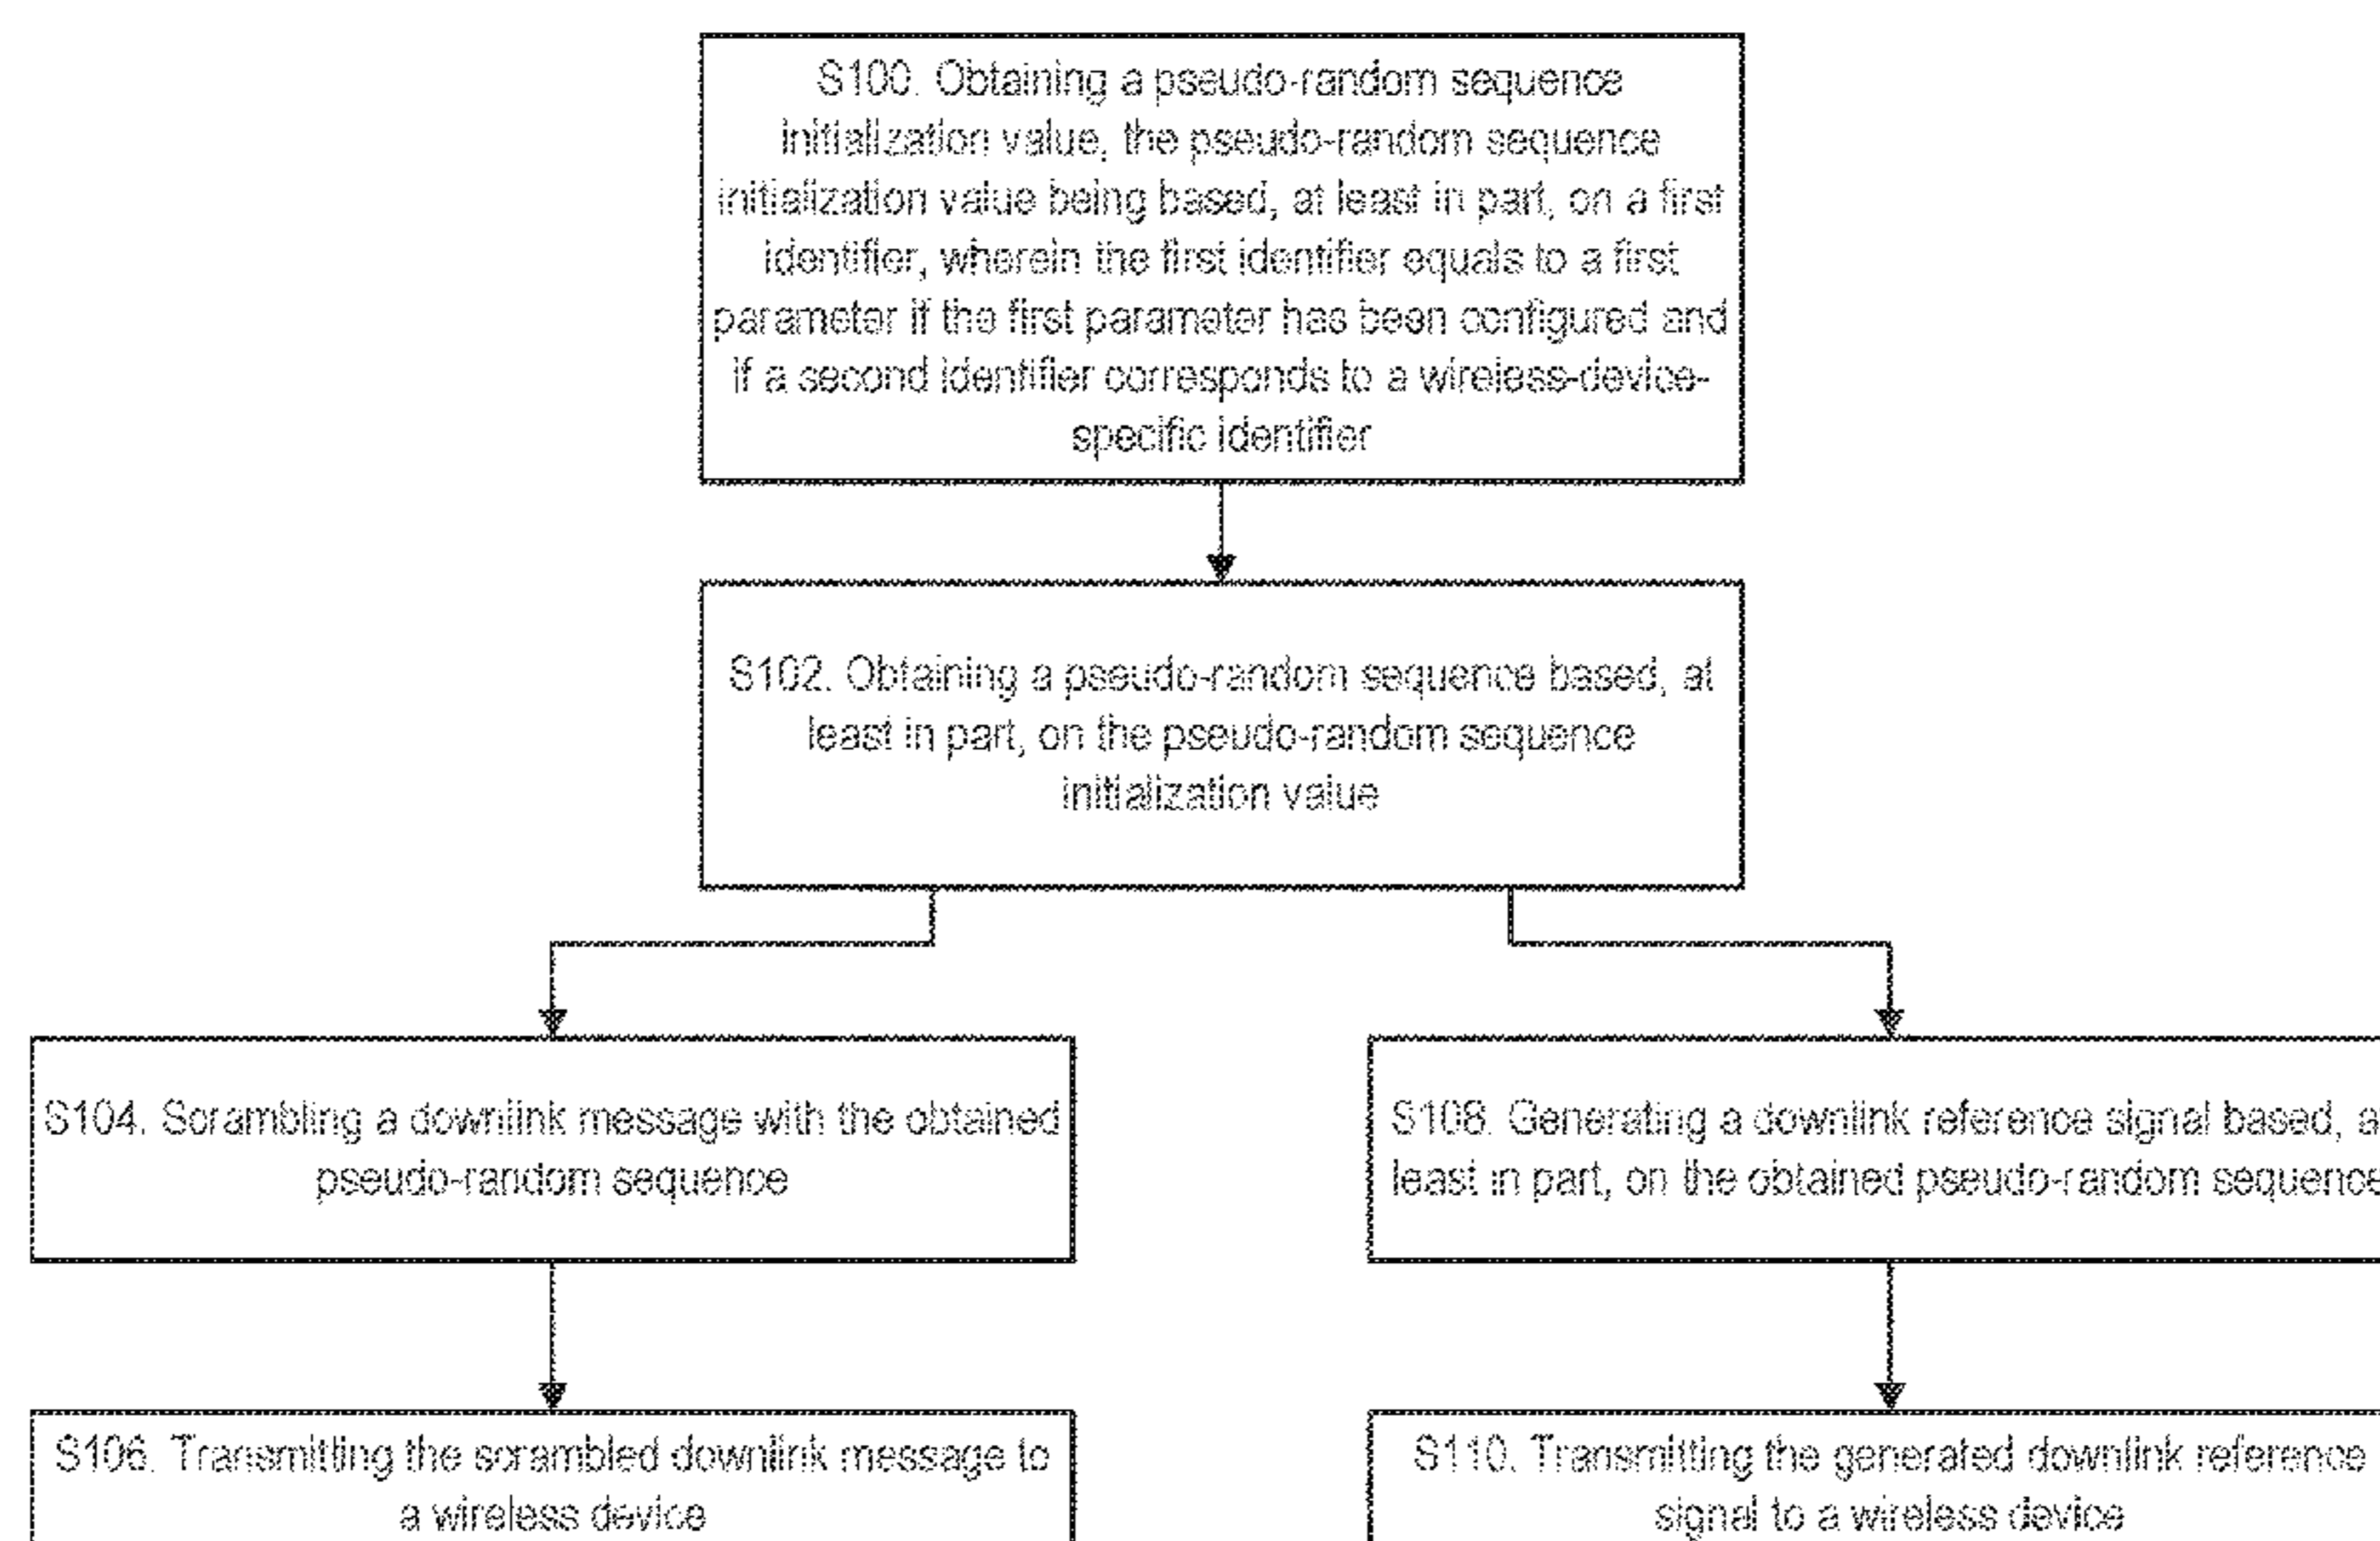 S100. Obtaining a pseudo-random sequence
initialization value, the pseudo-random sequence
initialization value being based, at least in part, on a first
identifier, wherein the first identifier equals to a first
parameter if the first parameter has been configured and
if a second identifier corresponds to a wireless-device-
specific identifier
S102. Obtaining a pseudo-random sequence based, at
least in part, on the pseudo-random sequence
initialization value
S104. Scrambling a downlink message with the obtained
pseudo-random sequence
S106. Transmitting the scrambled downlink message to
a wireless device
S108. Generating a downlink reference signal based, a
least in part, on the obtained pseudo-random sequence
S110. Transmitting the generated downlink reference
signal to a wireless device